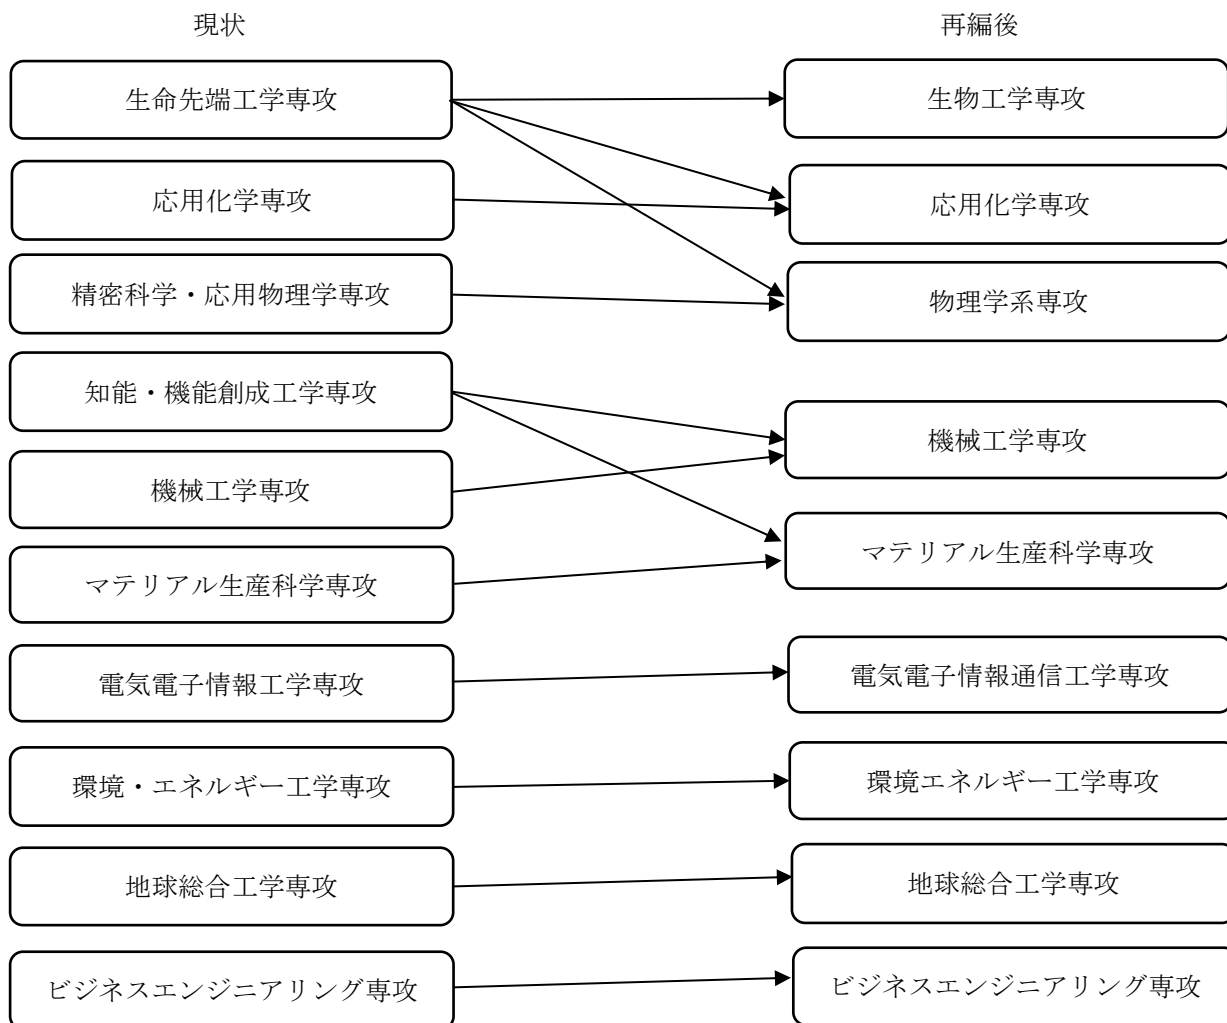 現状
再編後
生命先端工学専攻
生物工学専攻
応用化学専攻
応用化学専攻
精密科学・応用物理学専攻
物理学系専攻
知能・機能創成工学専攻
機械工学専攻
機械工学専攻
マテリアル生産科学専攻
マテリアル生産科学専攻
電気電子情報工学専攻
電気電子情報通信工学専攻
環境・エネルギー工学専攻
環境エネルギー工学専攻
地球総合工学専攻
地球総合工学専攻
ビジネスエンジニアリング専攻
ビジネスエンジニアリング専攻